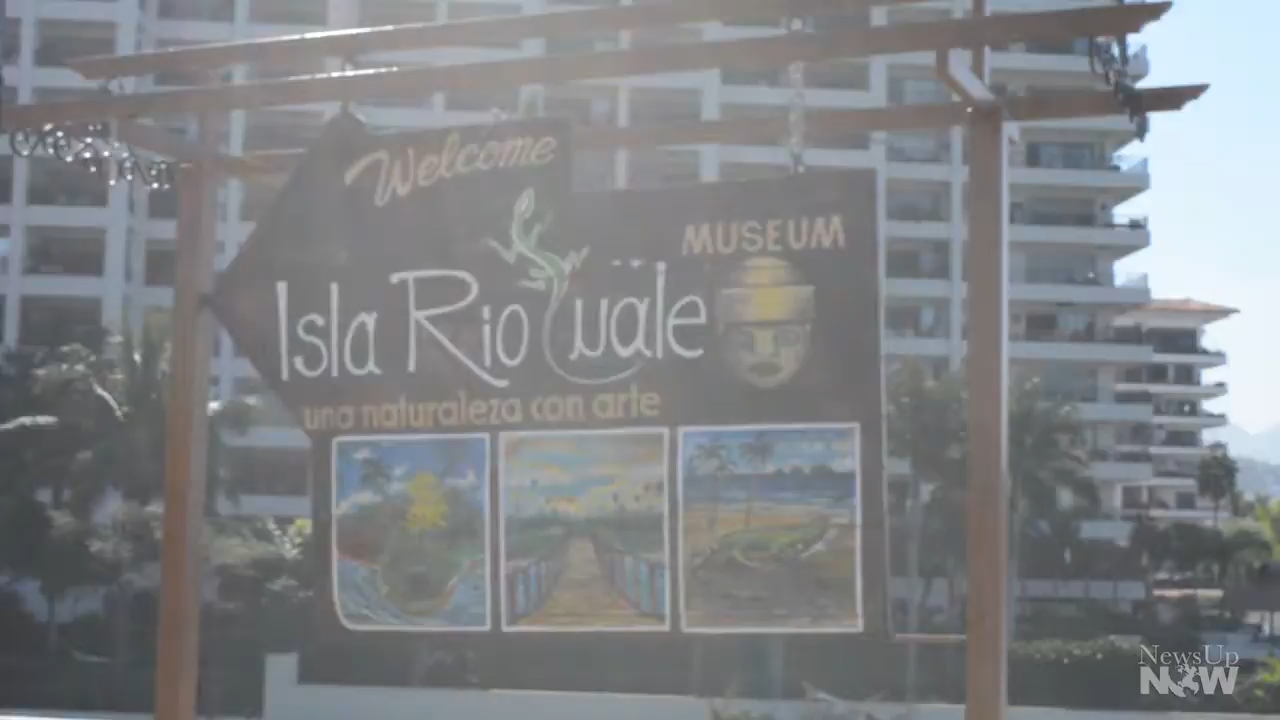 Welcome
MUSEUM
Isla Rio Cuale
una naturaleza con arte
NewsUp
NOW